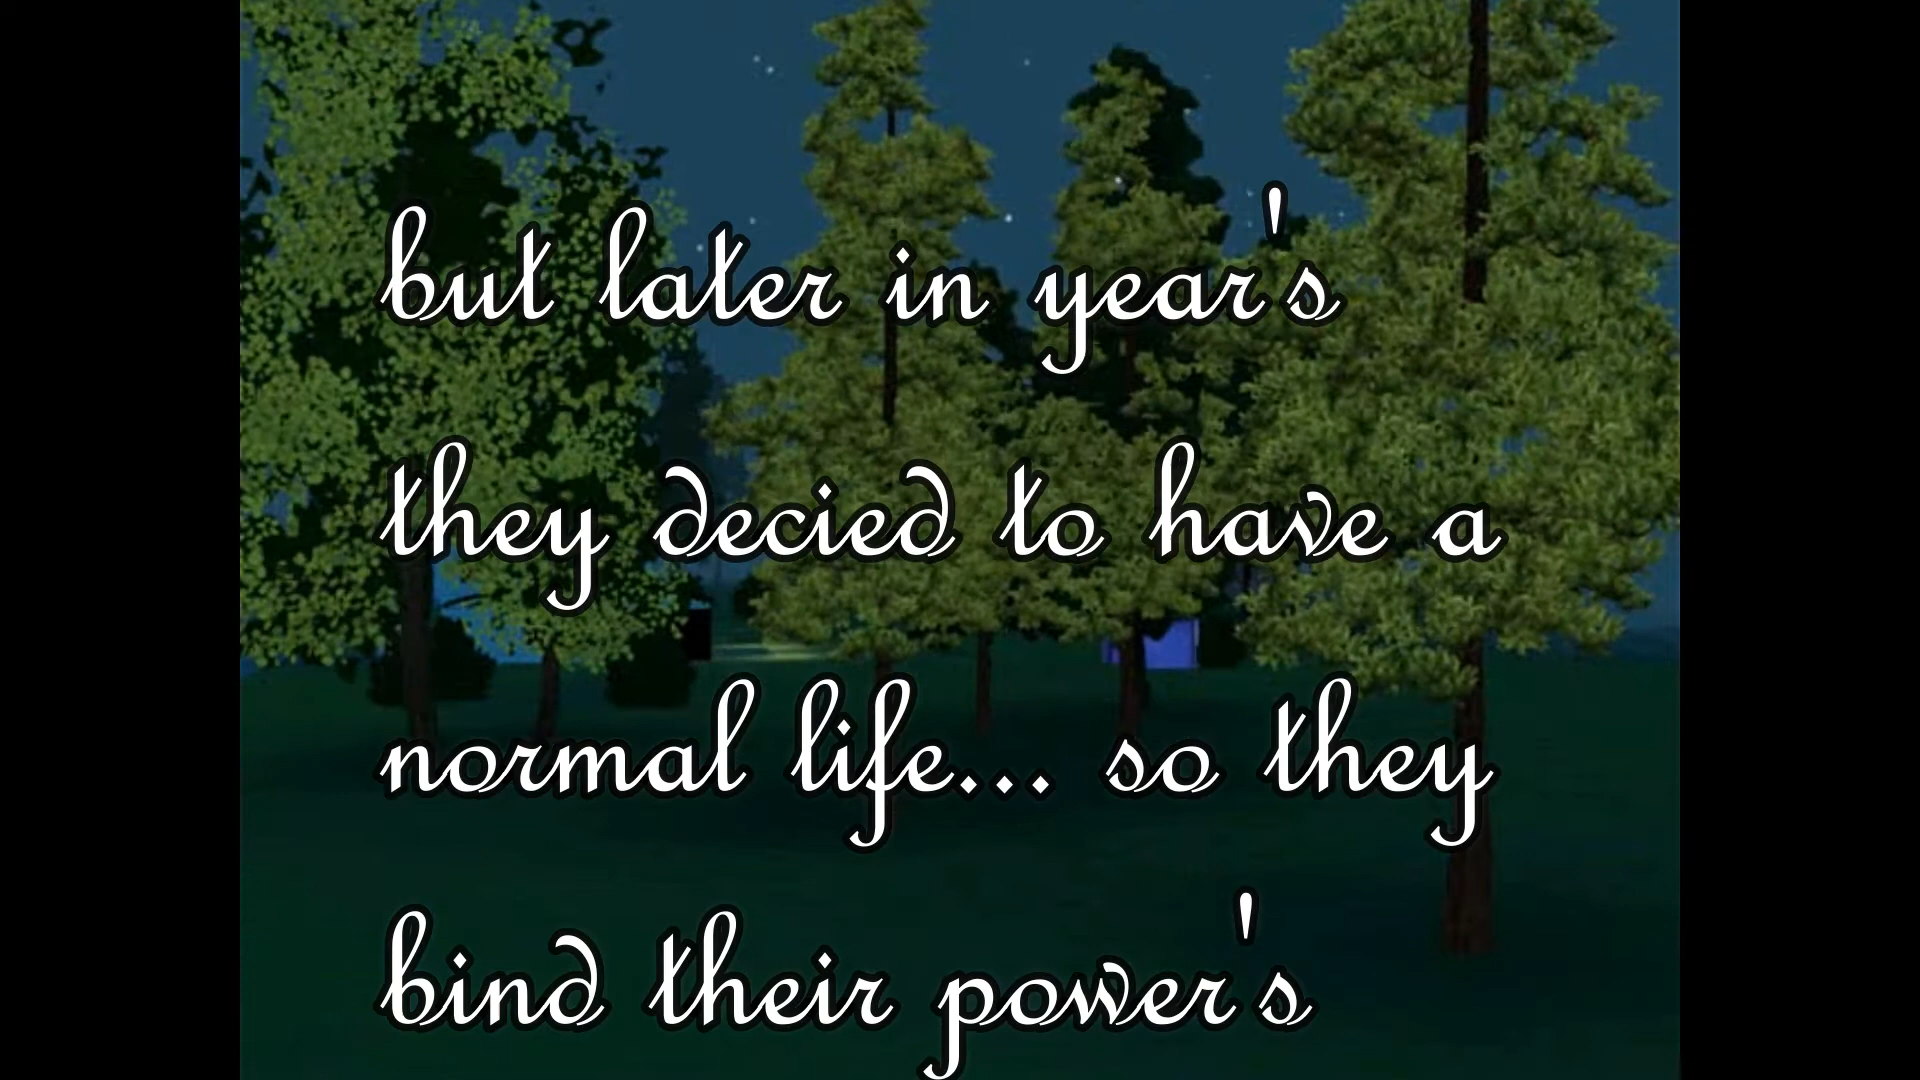 but later in year's
they decied to have a
normal life... so they
bind their power's